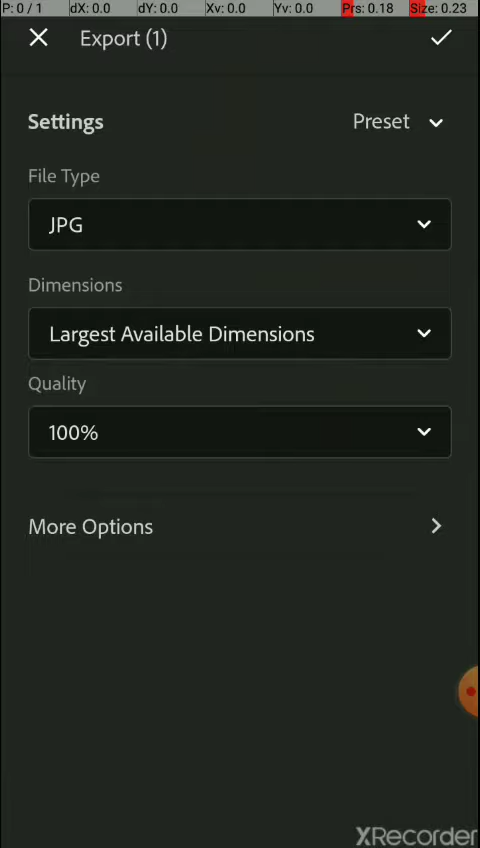 P: 0 / 1 dX: 0.0 dY: 0.0 Xv: 0.0 Yv: 0.0 Prs: 0.18 Size: 0.23
Export (1)
Settings Preset
File Type
JPG
Dimensions
Largest Available Dimensions
Quality
100%
More Options
XRecorder